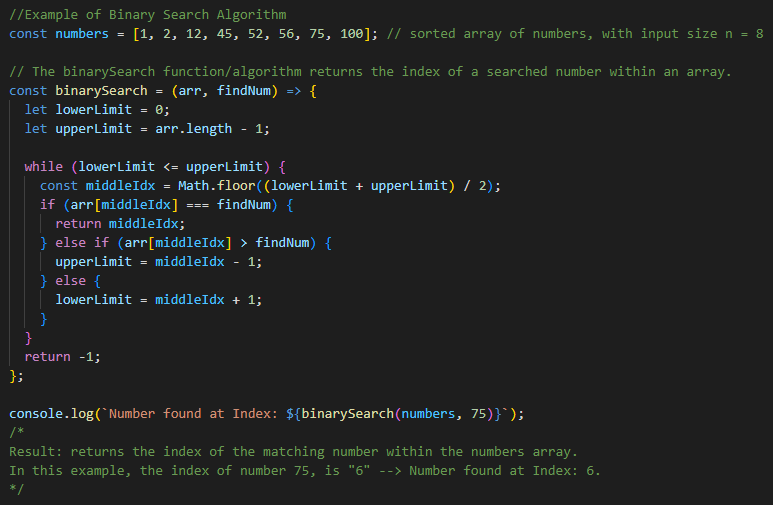 //Example of Binary Search Algorithm
const numbers = [1, 2, 12, 45, 52, 56, 75, 100]; // sorted array of numbers, with input size n = 8

// The binarySearch function/algorithm returns the index of a searched number within an array.
const binarySearch = (arr, findNum) => {
  let lowerLimit = 0;
  let upperLimit = arr.length - 1;

  while (lowerLimit <= upperLimit) {
    const middleIdx = Math.floor((lowerLimit + upperLimit) / 2);
    if (arr[middleIdx] === findNum) {
      return middleIdx;
    } else if (arr[middleIdx] > findNum) {
      upperLimit = middleIdx - 1;
    } else {
      lowerLimit = middleIdx + 1;
    }
  }
  return -1;
};

console.log(`Number found at Index: ${binarySearch(numbers, 75)}`);
/*
Result: returns the index of the matching number within the numbers array.
In this example, the index of number 75, is "6" --> Number found at Index: 6.
*/